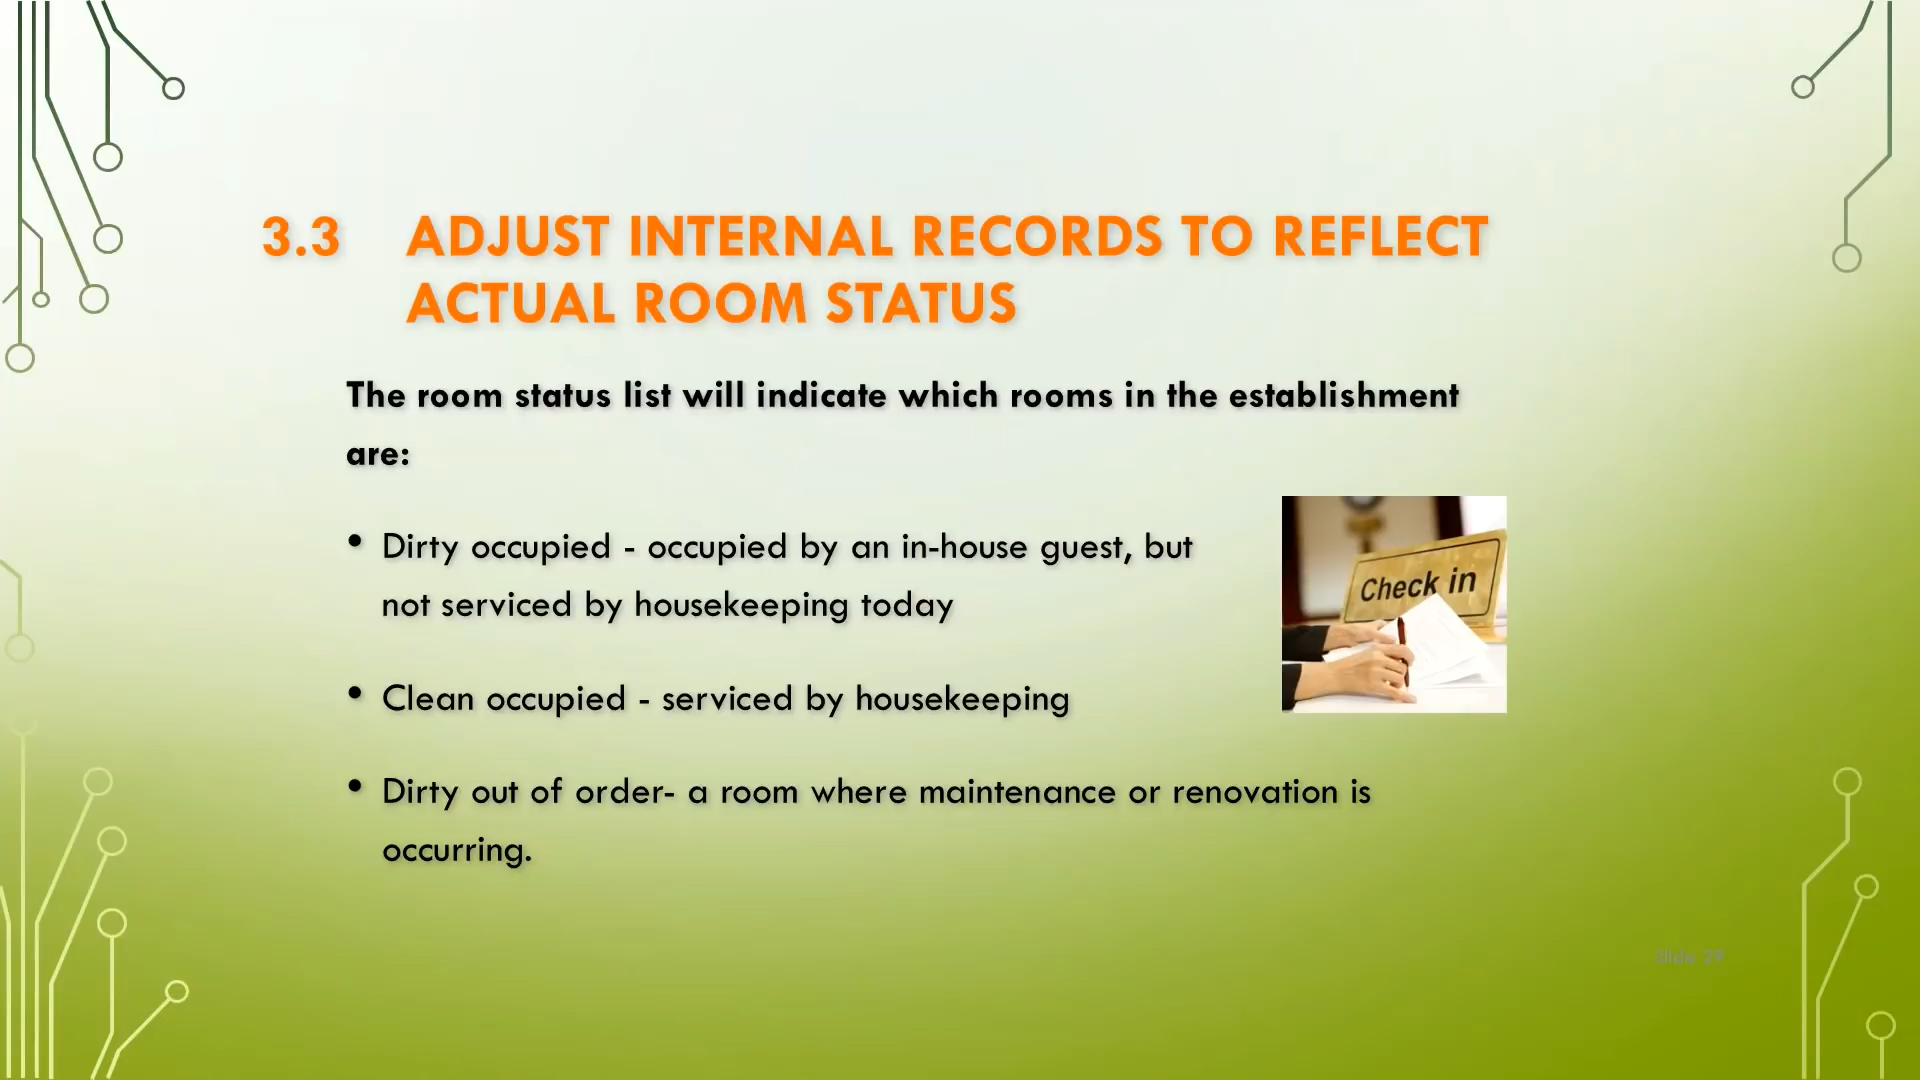 3.3 ADJUST INTERNAL RECORDS TO REFLECT
ACTUAL ROOM STATUS
The room status list will indicate which rooms in the establishment
are:
• Dirty occupied - occupied by an in-house guest, but
not serviced by housekeeping today
Check in
• Clean occupied - serviced by housekeeping
• Dirty out of order- a room where maintenance or renovation is
occurring.
Slide 29